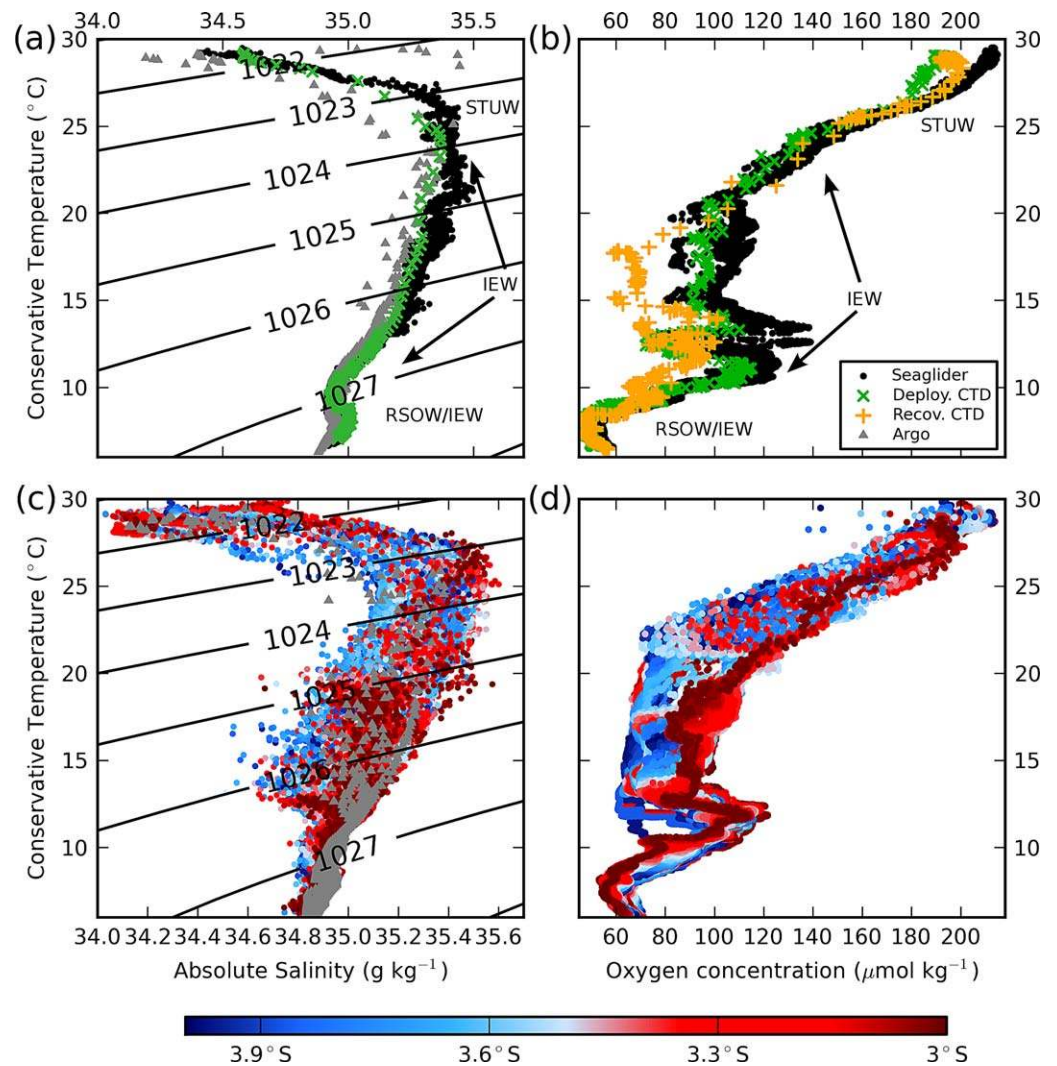 34.0 34.5 35.0 35.5
60 80 100 120 140 160 180 200
(a)
30
25
20
15
10
Conservative Temperature (°C)
1022
1023
1024
1025
1026
1027
STUW
IEW
RSOW/IEW
(b)
30
25
20
15
10
STUW
IEW
RSOW/IEW
Seaglider
Deploy. CTD
Recov. CTD
Argo
(c)
30
25
20
15
10
Conservative Temperature (°C)
1022
1023
1024
1025
1026
1027
34.0 34.2 34.4 34.6 34.8 35.0 35.2 35.4 35.6
Absolute Salinity (g kg⁻¹)
(d)
30
25
20
15
10
60 80 100 120 140 160 180 200
Oxygen concentration (μmol kg⁻¹)
3.9°S 3.6°S 3.3°S 3°S